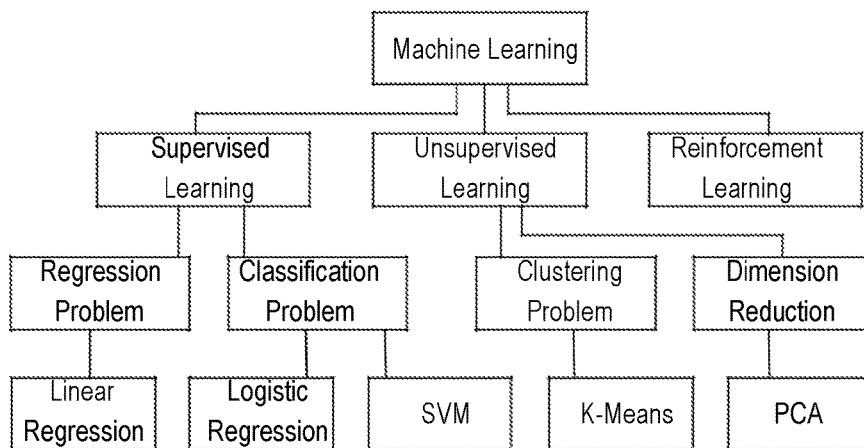 Machine Learning
Supervised
Learning
Unsupervised
Learning
Reinforcement
Learning
Regression
Problem
Classification
Problem
Clustering
Problem
Dimension
Reduction
Linear
Regression
Logistic
Regression
SVM
K-Means
PCA